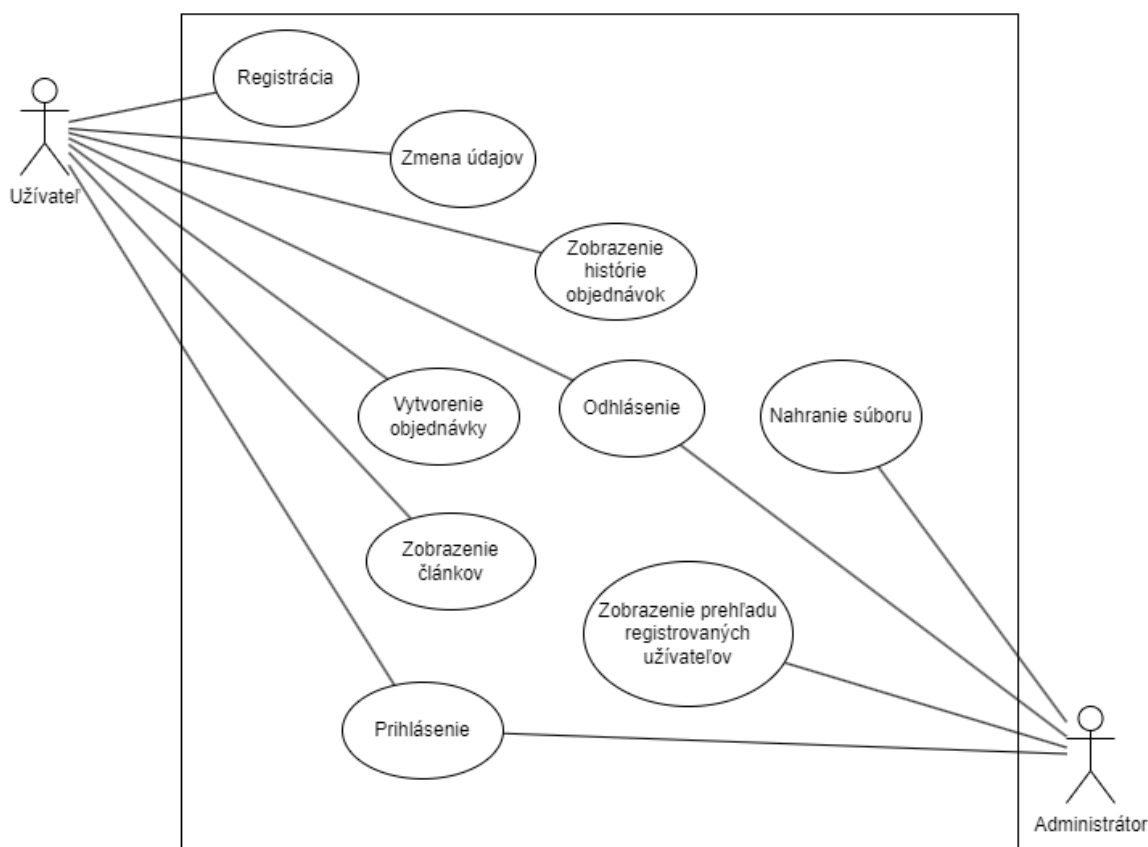 Registrácia
Užívateľ
Zmena údajov
Zobrazenie
histórie
objednávok
Vytvorenie
objednávky
Odhlásenie
Nahranie súboru
Zobrazenie
článkov
Zobrazenie prehľadu
registrovaných
užívateľov
Prihlásenie
Administrátor